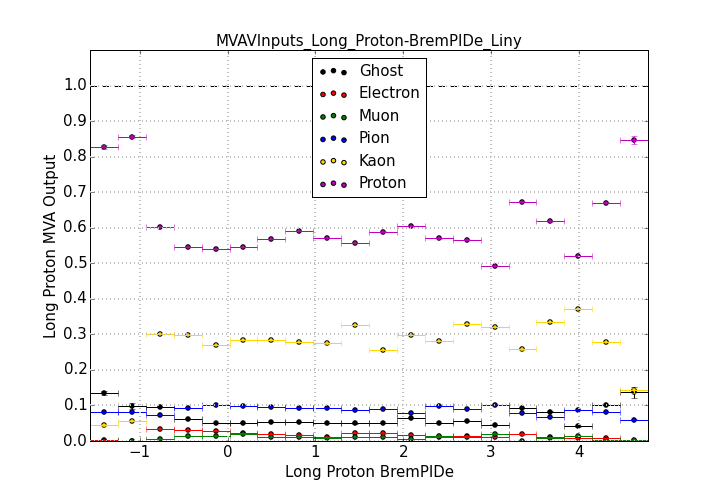 MVAVInputs_Long_Proton-BremPIDe_Liny
Ghost
Electron
Muon
Pion
Kaon
Proton
1.0
0.9
0.8
0.7
0.6
0.5
0.4
0.3
0.2
0.1
0.0
Long Proton MVA Output
−1 0 1 2 3 4
Long Proton BremPIDe